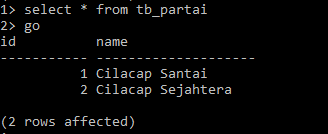 1> select * from tb_partai
2> go
id          name
----------- --------------------
          1 Cilacap Santai
          2 Cilacap Sejahtera

(2 rows affected)